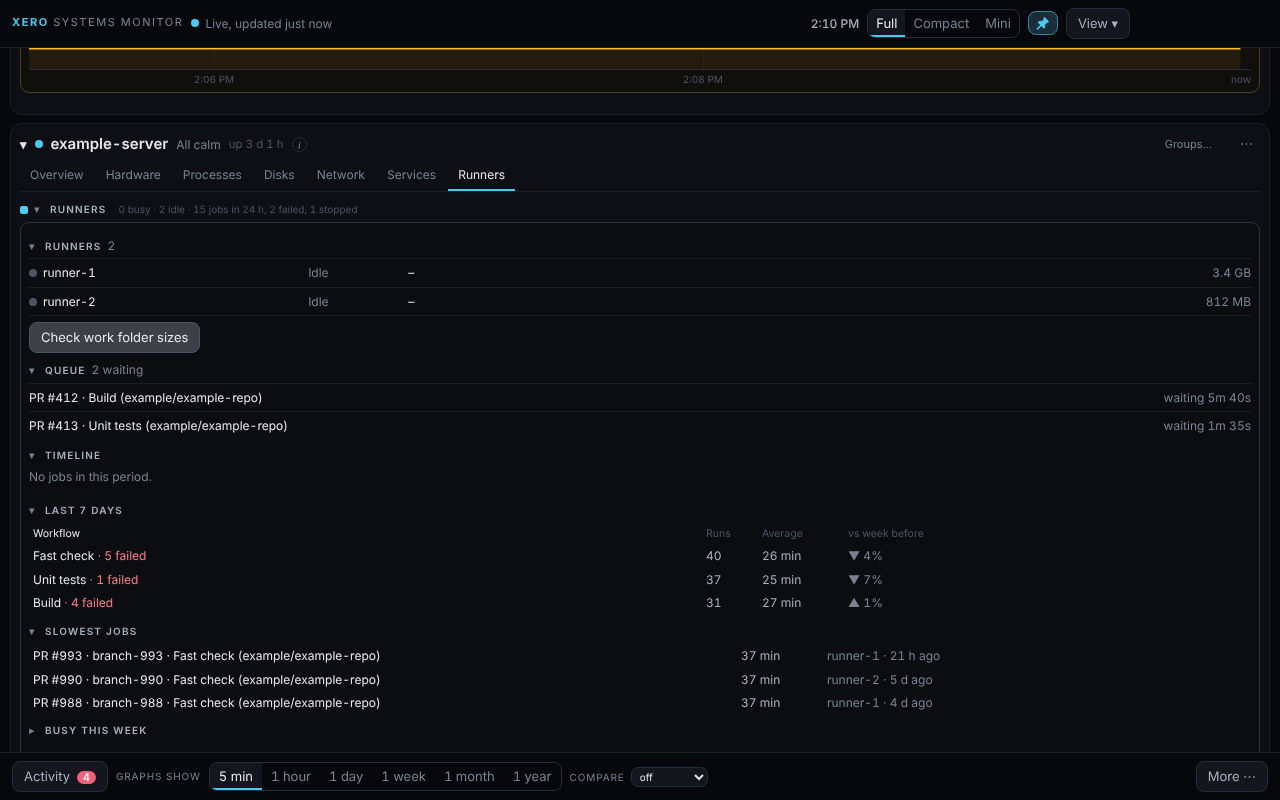 XERO SYSTEMS MONITOR Live, updated just now 2:10 PM Full Compact Mini View ▾
2:06 PM 2:08 PM now
▾ example-server All calm up 3 d 1 h i Groups... ···
Overview Hardware Processes Disks Network Services Runners
▾ RUNNERS 0 busy · 2 idle · 15 jobs in 24 h, 2 failed, 1 stopped
▾ RUNNERS 2
runner-1 Idle – 3.4 GB
runner-2 Idle – 812 MB
Check work folder sizes
▾ QUEUE 2 waiting
PR #412 · Build (example/example-repo) waiting 5m 40s
PR #413 · Unit tests (example/example-repo) waiting 1m 35s
▾ TIMELINE
No jobs in this period.
▾ LAST 7 DAYS
Workflow Runs Average vs week before
Fast check · 5 failed 40 26 min ▼ 4%
Unit tests · 1 failed 37 25 min ▼ 7%
Build · 4 failed 31 27 min ▲ 1%
▾ SLOWEST JOBS
PR #993 · branch-993 · Fast check (example/example-repo) 37 min runner-1 · 21 h ago
PR #990 · branch-990 · Fast check (example/example-repo) 37 min runner-2 · 5 d ago
PR #988 · branch-988 · Fast check (example/example-repo) 37 min runner-1 · 4 d ago
▸ BUSY THIS WEEK
Activity 4 GRAPHS SHOW 5 min 1 hour 1 day 1 week 1 month 1 year COMPARE off More ···